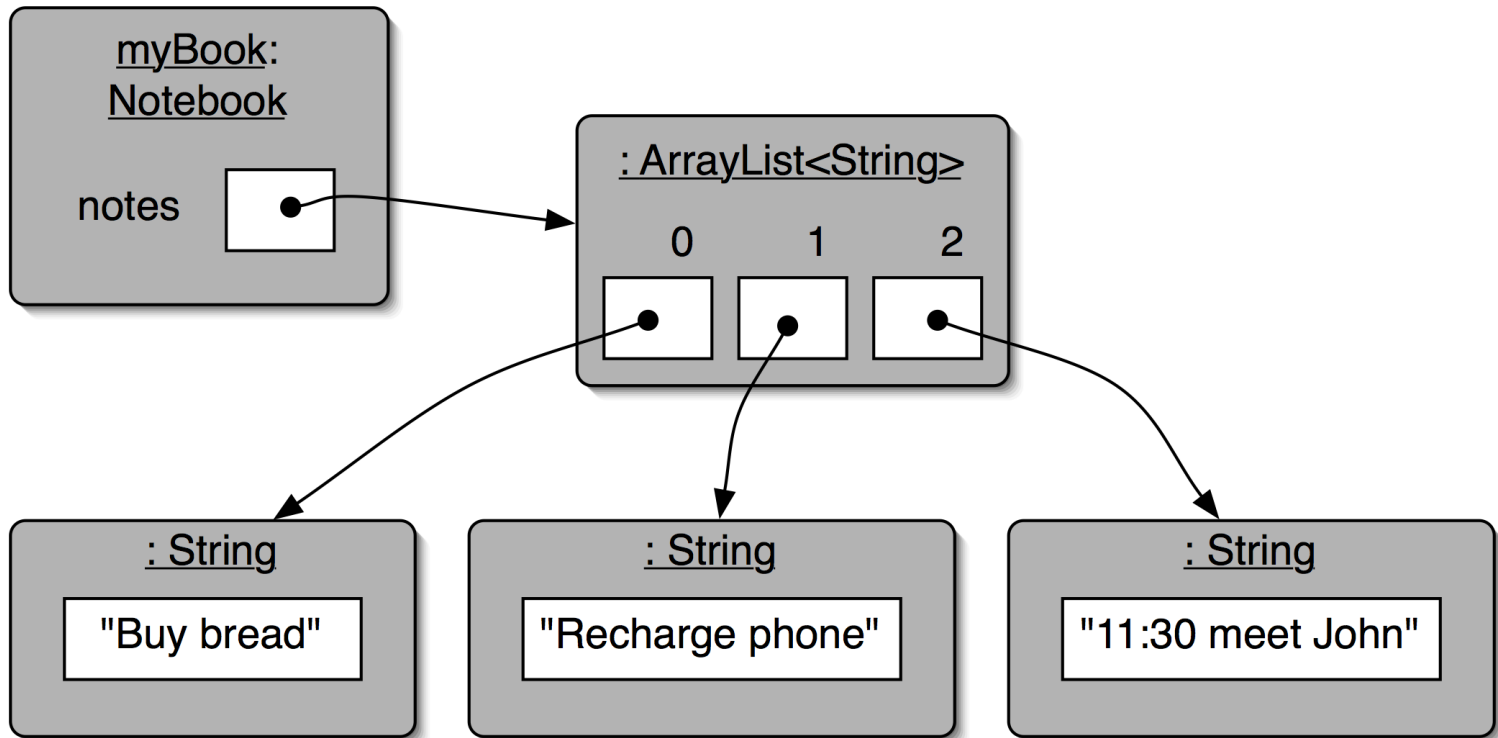 myBook:
Notebook
notes
: ArrayList<String>
0 1 2
: String
"Buy bread"
: String
"Recharge phone"
: String
"11:30 meet John"